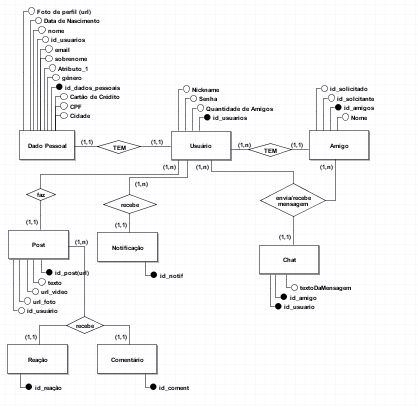 Foto de perfil (url)
Data de Nascimento
nome
id_usuarios
email
sobrenome
Atributo_1
gênero
id_dados_pessoais
Cartão de Crédito
CPF
Cidade
Nickname
Senha
Quantidade de Amigos
id_usuarios
id_solicitado
id_solcitante
id_amigos
Nome
Dado Pessoal
(1,1)
TEM
(1,1)
Usuário
(1,n)
TEM
(1,1)
Amigo
(1,n)
(1,n)
(1,n)
(1,n)
faz
recebe
envia/recebe
mensagem
(1,1)
(1,1)
(1,1)
Post
(1,n)
Notificação
Chat
id_post(url)
texto
url_video
url_foto
id_usuário
id_notif
textoDaMensagem
id_amigo
id_usuario
recebe
(1,1)
(1,1)
Reação
Comentário
id_reação
id_coment